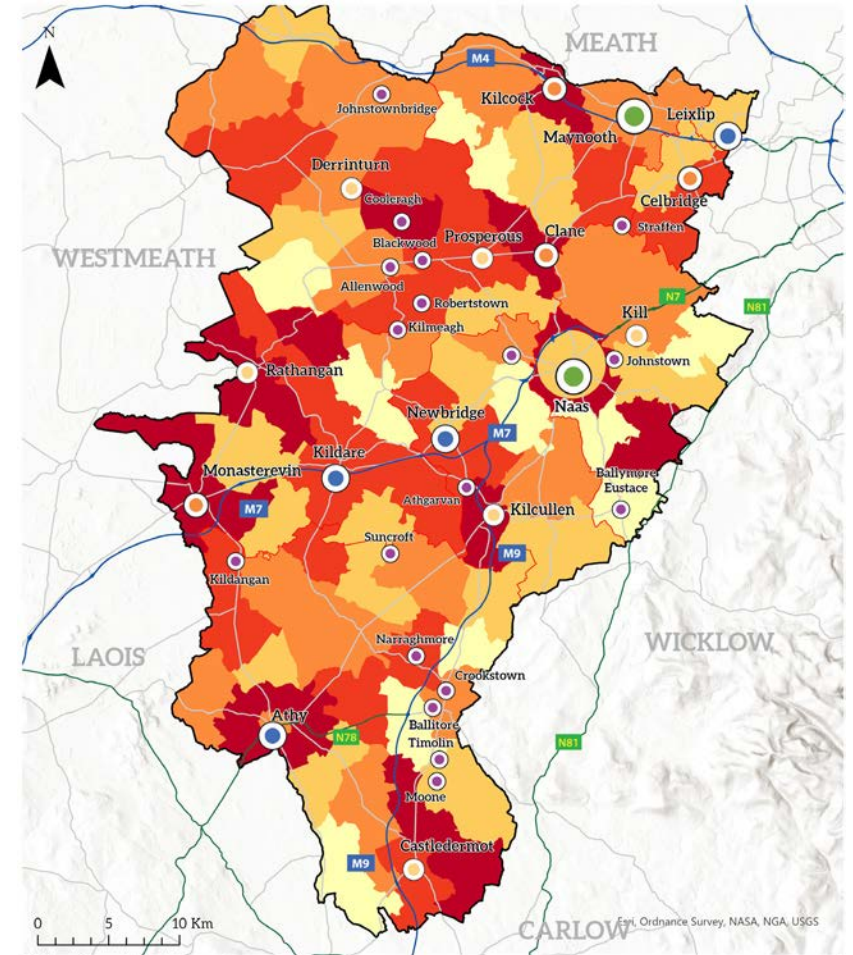 N
MEATH
M4
Kilcock
Leixlip
Johnstownbridge
Maynooth
Derrinturn
Celbridge
Cooleragh
Straffen
Clane
Prosperous
Blackwood
WESTMEATH
Allenwood
N7
N81
Robertstown
Kill
Kilmeagh
Johnstown
Rathangan
Naas
Newbridge
M7
Kildare
Monasterevin
Ballymore
Eustace
Athgarvan
M7
Kilcullen
Suncroft
M9
Kildangan
Narraghmore
WICKLOW
LAOIS
Crookstown
Athy
Ballitore
N78
Timolin
N81
Moone
Castledermot
M9
0 5 10 Km
CARLOW
Esri, Ordnance Survey, NASA, NGA, USGS